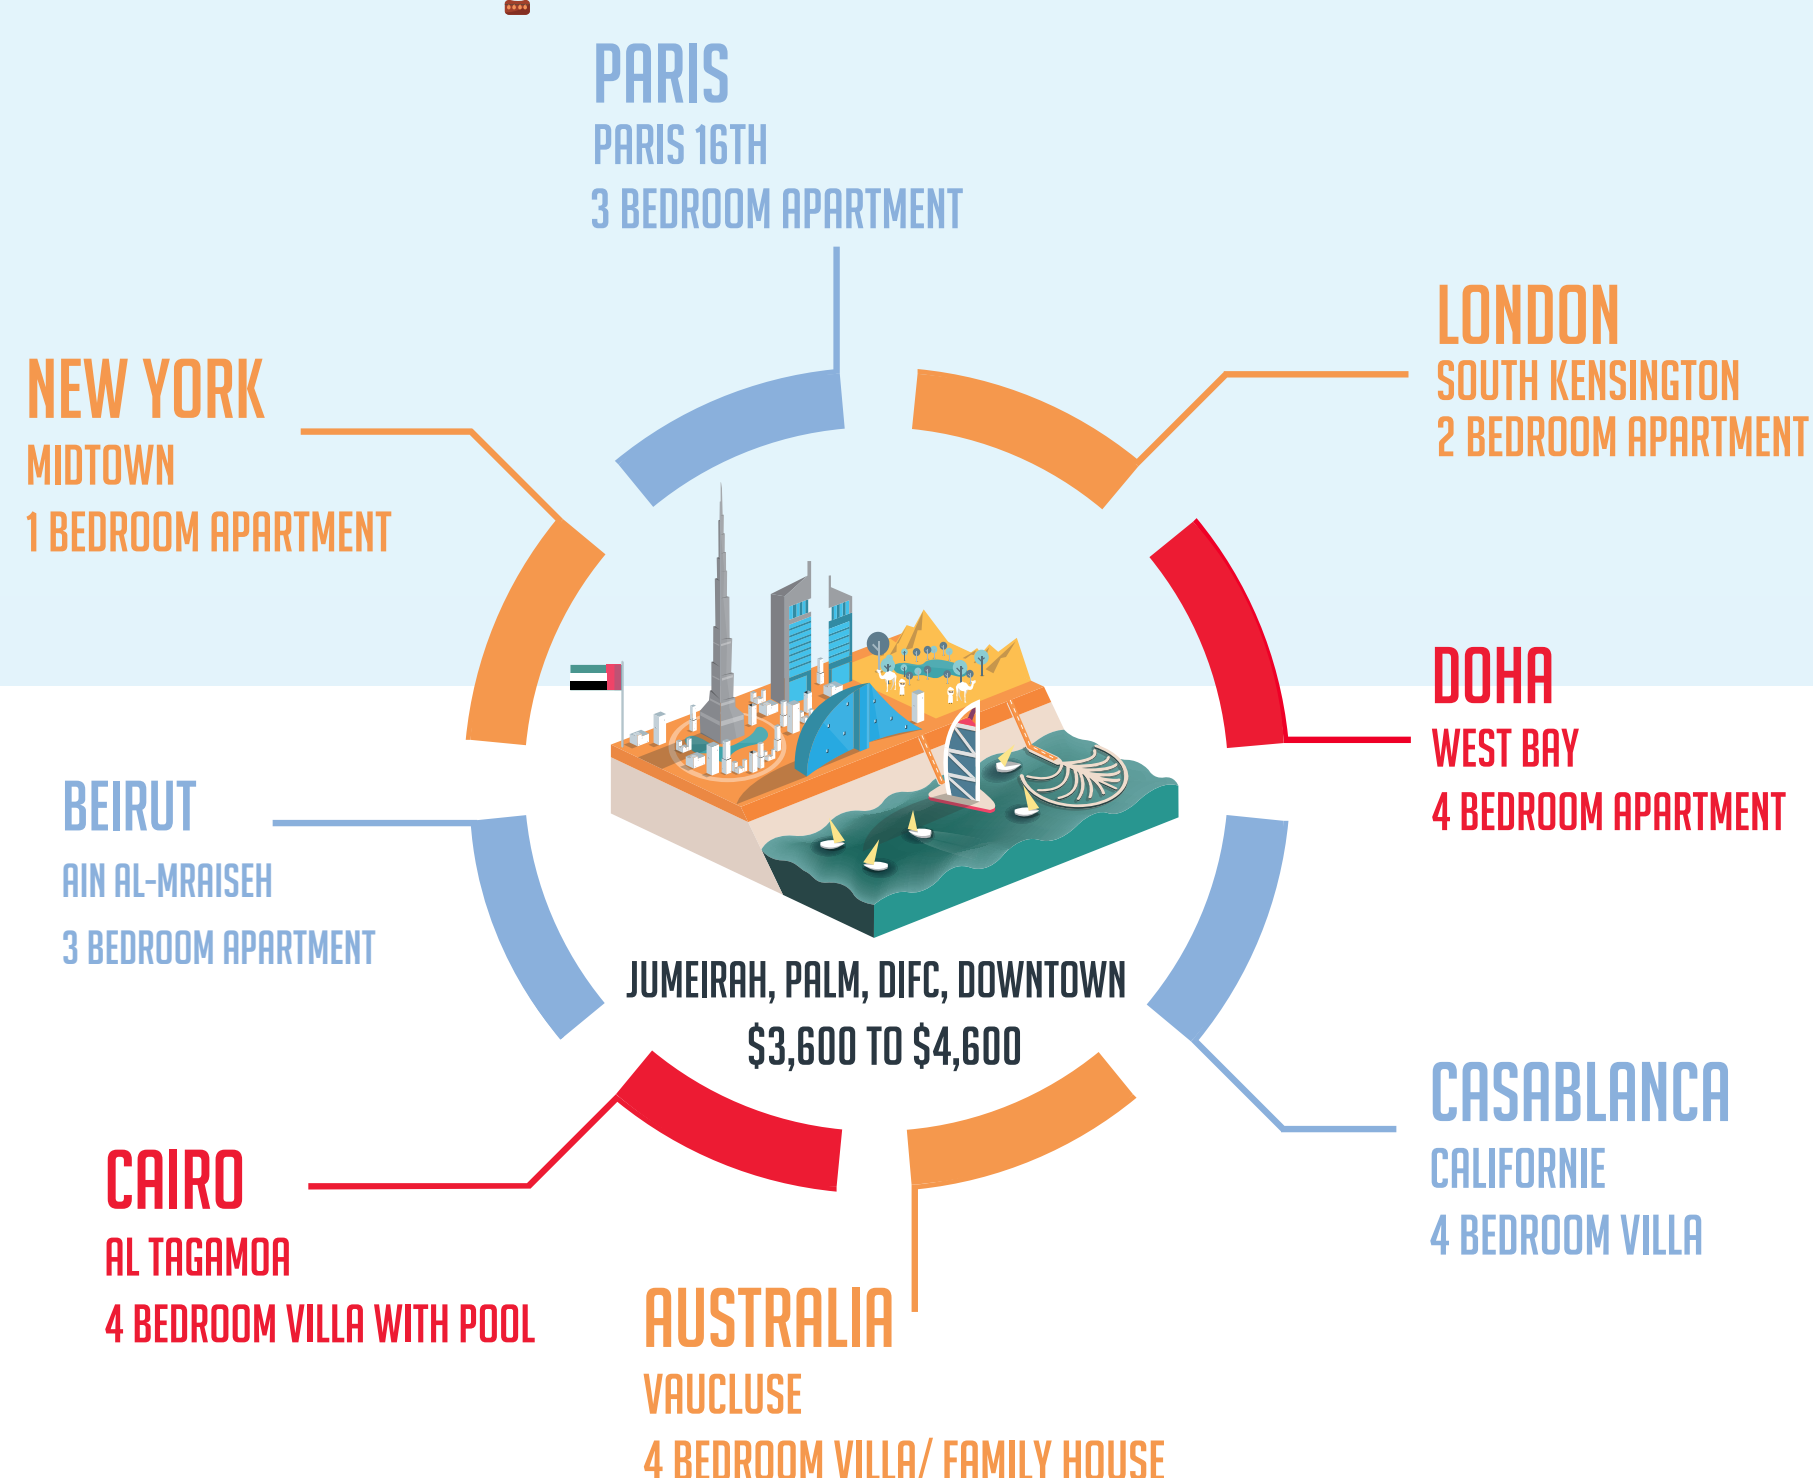 PARIS
PARIS 16TH
3 BEDROOM APARTMENT
LONDON
SOUTH KENSINGTON
2 BEDROOM APARTMENT
NEW YORK
MIDTOWN
1 BEDROOM APARTMENT
DOHA
WEST BAY
4 BEDROOM APARTMENT
BEIRUT
AIN AL-MRAISEH
3 BEDROOM APARTMENT
JUMEIRAH, PALM, DIFC, DOWNTOWN
$3,600 TO $4,600
CASABLANCA
CALIFORNIE
4 BEDROOM VILLA
CAIRO
AL TAGAMOA
4 BEDROOM VILLA WITH POOL
AUSTRALIA
VAUCLUSE
4 BEDROOM VILLA/ FAMILY HOUSE